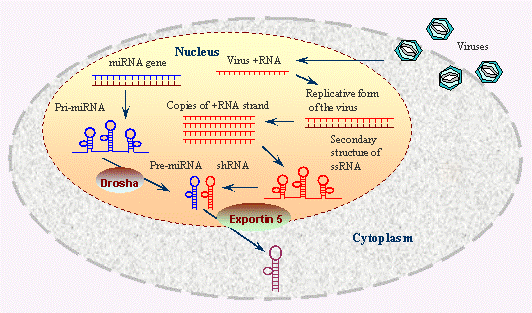 Nucleus
Viruses
miRNA gene
Virus +RNA
Replicative form
of the virus
Pri-miRNA
Copies of +RNA strand
Secondary
structure of
ssRNA
Pre-miRNA shRNA
Drosha
Exportin 5
Cytoplasm